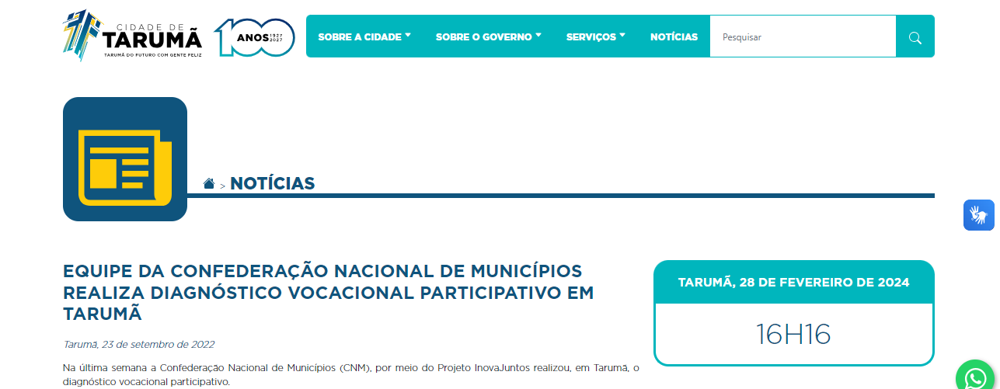 CIDADE DE
TARUMÃ
TARUMÃ DO FUTURO COM GENTE FELIZ
100
ANOS 1927
2027
SOBRE A CIDADE
SOBRE O GOVERNO
SERVIÇOS
NOTÍCIAS
Pesquisar
> NOTÍCIAS
EQUIPE DA CONFEDERAÇÃO NACIONAL DE MUNICÍPIOS
REALIZA DIAGNÓSTICO VOCACIONAL PARTICIPATIVO EM
TARUMÃ
Tarumã, 23 de setembro de 2022
Na última semana a Confederação Nacional de Municípios (CNM), por meio do Projeto InovaJuntos realizou, em Tarumã, o
diagnóstico vocacional participativo.
TARUMÃ, 28 DE FEVEREIRO DE 2024
16H16